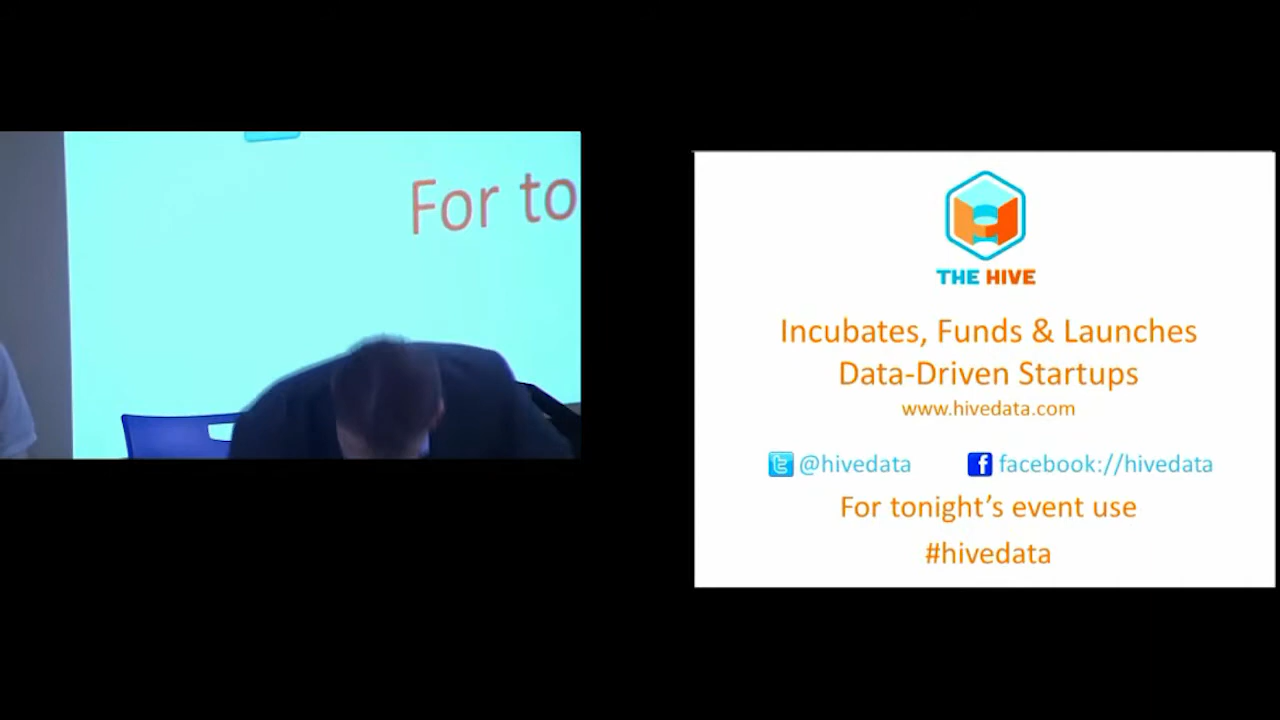 For to
THE HIVE
Incubates, Funds & Launches
Data-Driven Startups
www.hivedata.com
@hivedata
facebook://hivedata
For tonight's event use
#hivedata